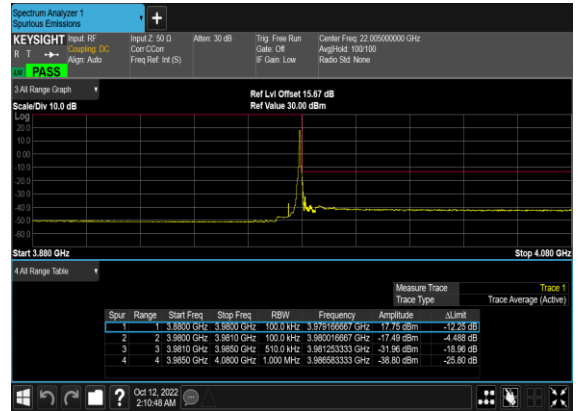 Spectrum Analyzer 1
Spurious Emissions
+
KEYSIGHT Input: RF Input Z: 50 Ω Atten: 30 dB Trig: Free Run Center Freq: 22.005000000 GHz
R T Coupling: DC Corr CCorr Gate: Off Avg|Hold: 100/100
Align: Auto Freq Ref: Int (S) IF Gain: Low Radio Std: None
LW PASS
3 All Range Graph
Ref Lvl Offset 15.67 dB
Scale/Div 10.0 dB Ref Value 30.00 dBm
Log
20.0
10.0
0.00
-10.0
-20.0
-30.0
-40.0
-50.0
-60.0
Start 3.880 GHz Stop 4.080 GHz
4 All Range Table
Measure Trace Trace 1
Trace Type Trace Average (Active)
Spur Range Start Freq Stop Freq RBW Frequency Amplitude ΔLimit
1 1 3.8800 GHz 3.9800 GHz 100.0 kHz 3.979166667 GHz 17.75 dBm -12.25 dB
2 2 3.9800 GHz 3.9810 GHz 100.0 kHz 3.980016667 GHz -17.49 dBm -4.488 dB
3 3 3.9810 GHz 3.9850 GHz 510.0 kHz 3.981253333 GHz -31.96 dBm -18.96 dB
4 4 3.9850 GHz 4.0800 GHz 1.000 MHz 3.986583333 GHz -38.80 dBm -25.80 dB
? Oct 12, 2022
2:10:48 AM